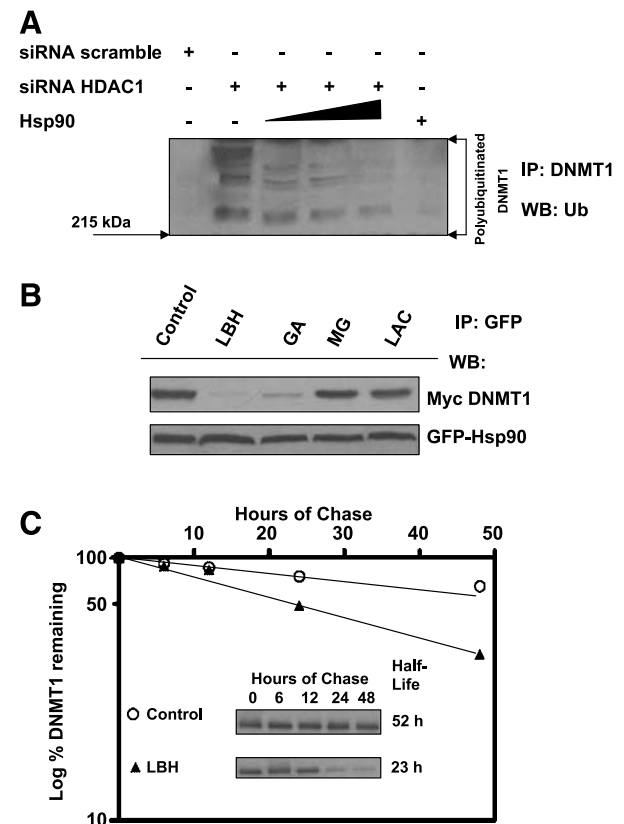 A
siRNA scramble + - - - - -
siRNA HDAC1 - + + + + -
Hsp90 - - +
215 kDa
Polyubiquitinated
DNMT1
IP: DNMT1
WB: Ub
B
Control LBH GA MG LAC
IP: GFP
WB:
Myc DNMT1
GFP-Hsp90
C
Hours of Chase
10 20 30 40 50
100
50
10
Log % DNMT1 remaining
Hours of Chase
Half-
Life
0 6 12 24 48
Control
52 h
LBH
23 h